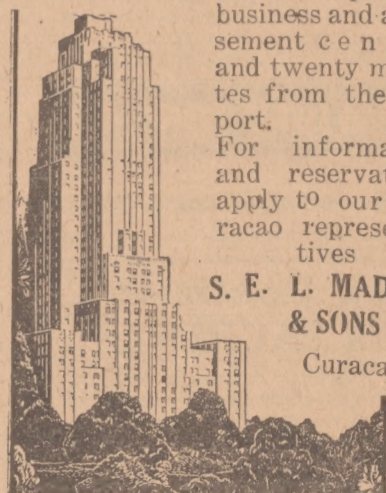 business and a
sement cen
and twenty m
tes from the
port.
For informa
and reservat
apply to our
racao represe
tives
S. E. L. MAD
& SONS
Curaca